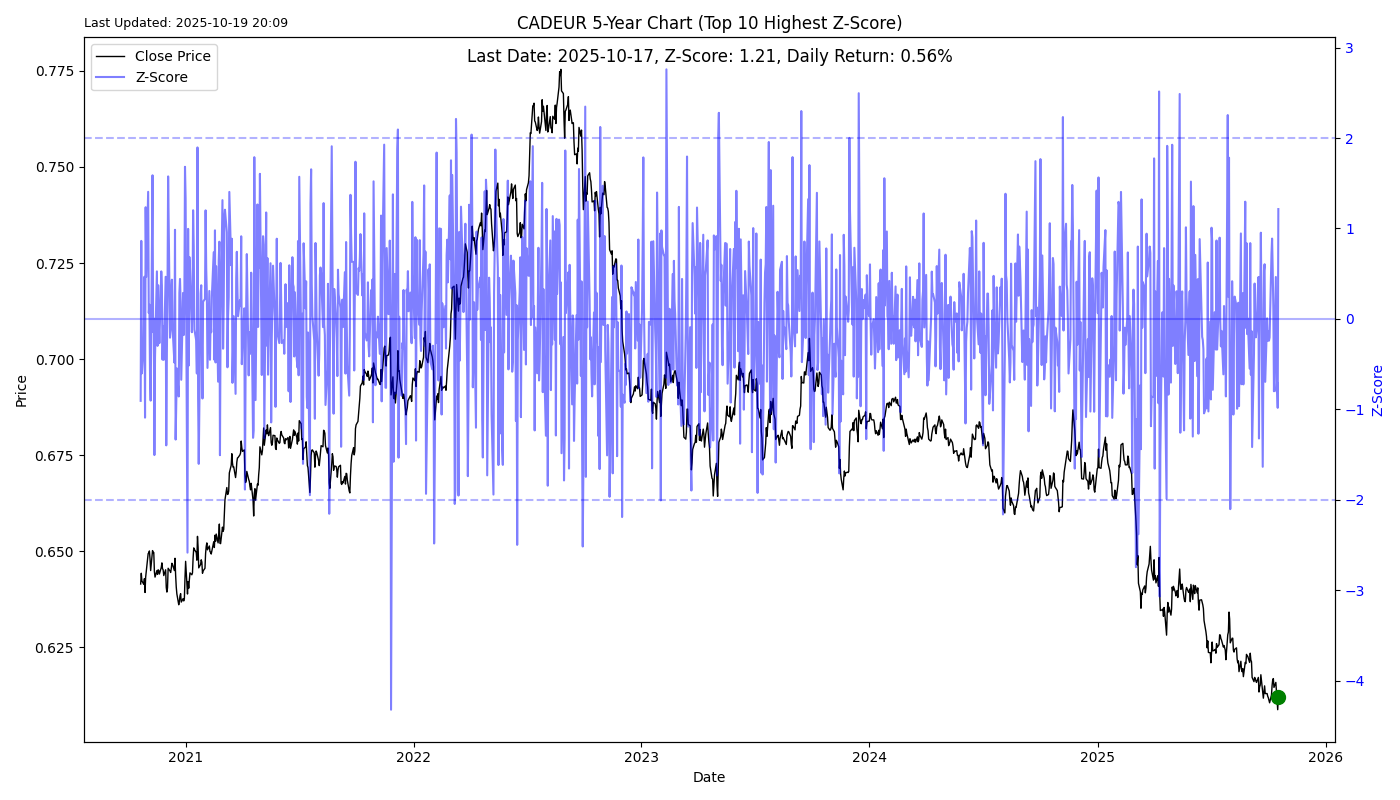 Last Updated: 2025-10-19 20:09
CADEUR 5-Year Chart (Top 10 Highest Z-Score)
Last Date: 2025-10-17, Z-Score: 1.21, Daily Return: 0.56%
Close Price
Z-Score
Price
0.775
0.750
0.725
0.700
0.675
0.650
0.625
3
2
1
0
−1
−2
−3
−4
Z-Score
2021
2022
2023
2024
2025
2026
Date